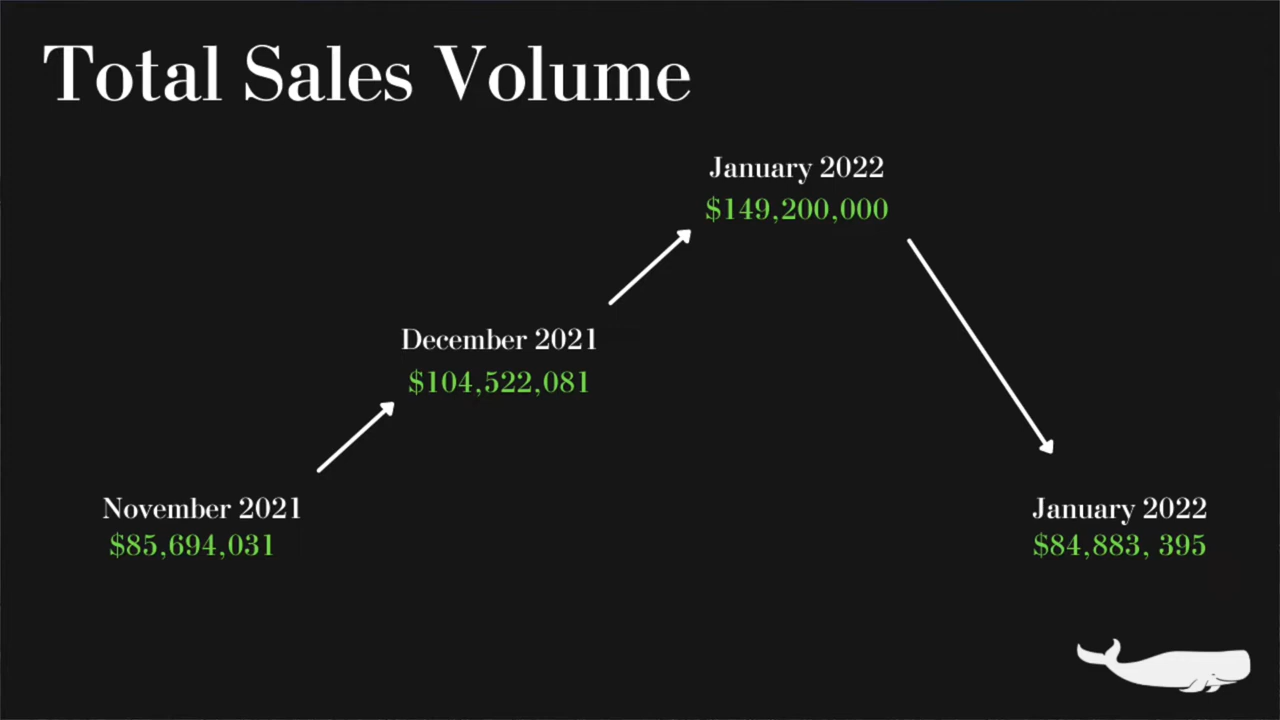 Total Sales Volume
January 2022
$149,200,000
December 2021
$104,522,081
November 2021
$85,694,031
January 2022
$84,883, 395